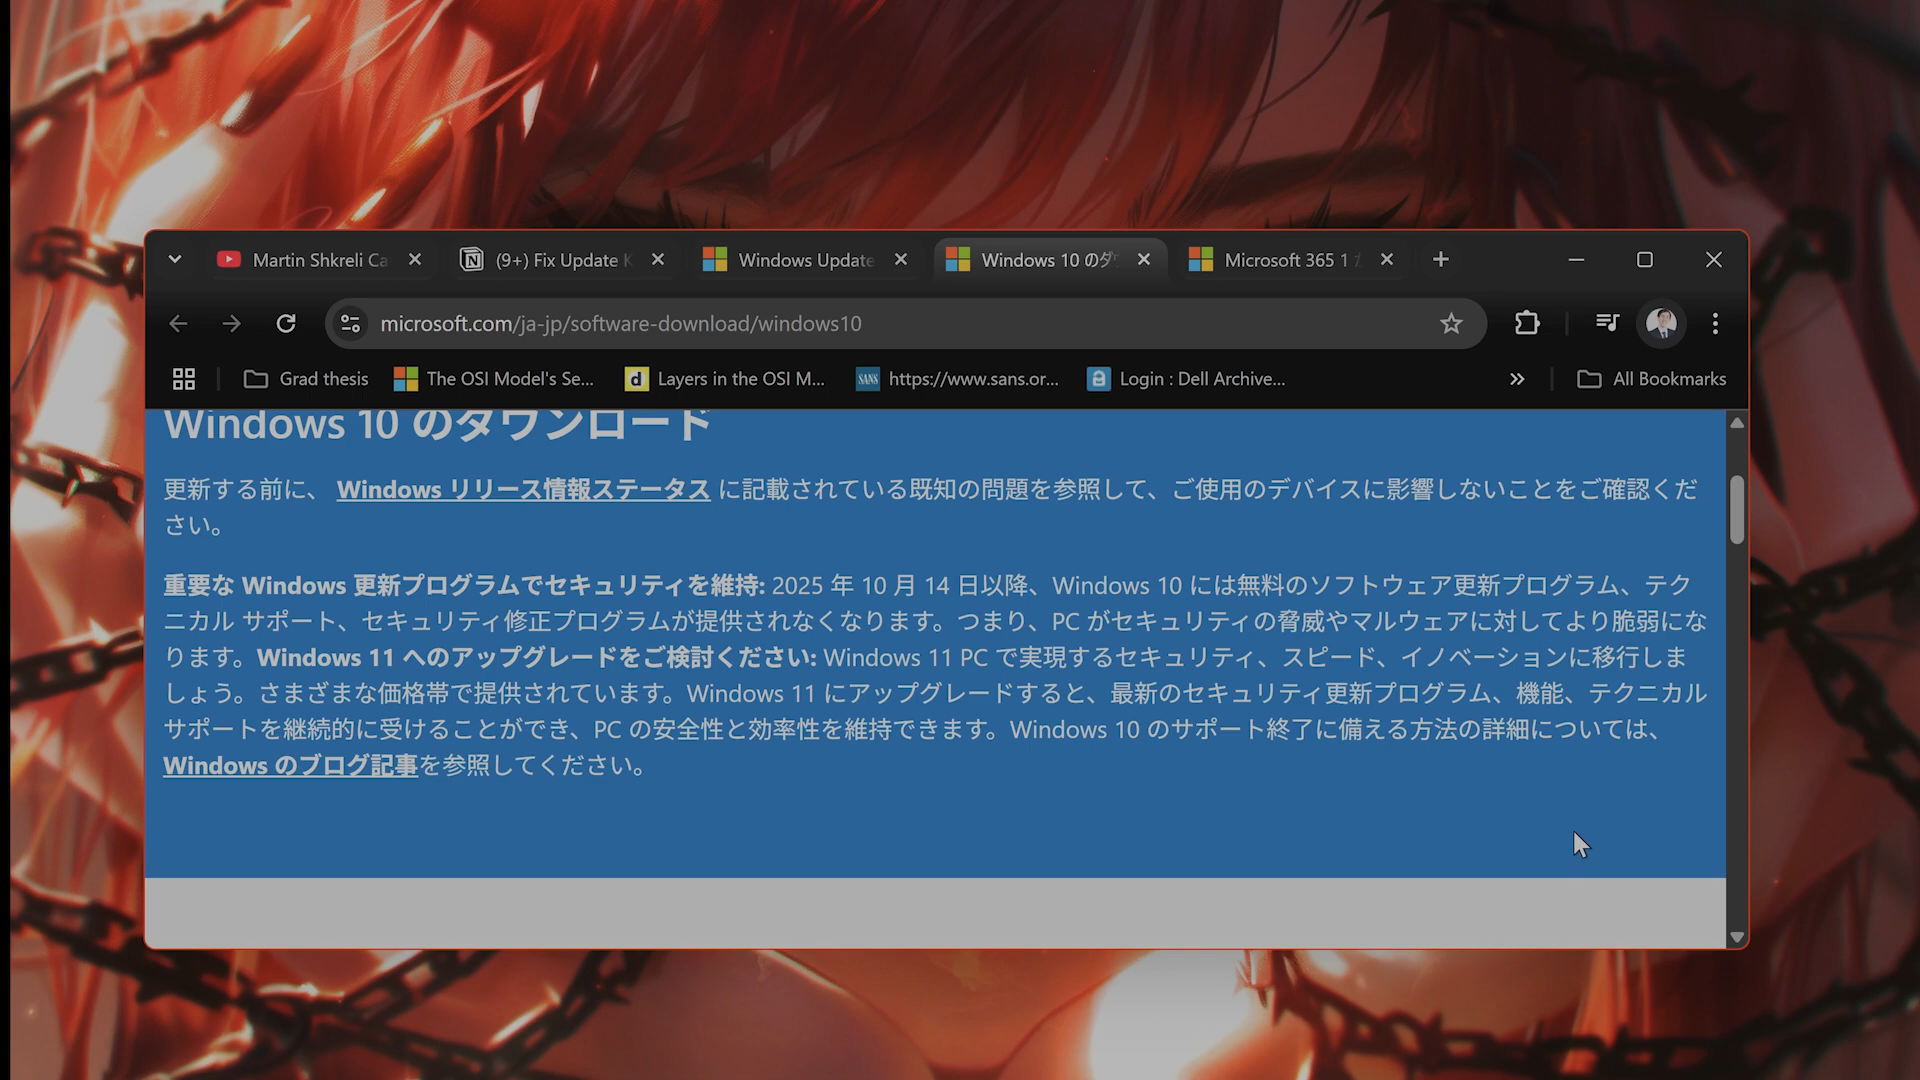 Martin Shkreli Ca
(9+) Fix Update K
Windows Update
Windows 10 のダ
Microsoft 365 1
microsoft.com/ja-jp/software-download/windows10
Grad thesis
The OSI Model's Se...
d
Layers in the OSI M...
SANS
https://www.sans.or...
Login : Dell Archive...
All Bookmarks
Windows 10 のダウンロード
更新する前に、 Windows リリース情報ステータス に記載されている既知の問題を参照して、ご使用のデバイスに影響しないことをご確認くだ
さい。
重要な Windows 更新プログラムでセキュリティを維持: 2025 年 10 月 14 日以降、Windows 10 には無料のソフトウェア更新プログラム、テク
ニカル サポート、セキュリティ修正プログラムが提供されなくなります。つまり、PC がセキュリティの脅威やマルウェアに対してより脆弱にな
ります。Windows 11 へのアップグレードをご検討ください: Windows 11 PC で実現するセキュリティ、スピード、イノベーションに移行しま
しょう。さまざまな価格帯で提供されています。Windows 11 にアップグレードすると、最新のセキュリティ更新プログラム、機能、テクニカル
サポートを継続的に受けることができ、PC の安全性と効率性を維持できます。Windows 10 のサポート終了に備える方法の詳細については、
Windows のブログ記事を参照してください。